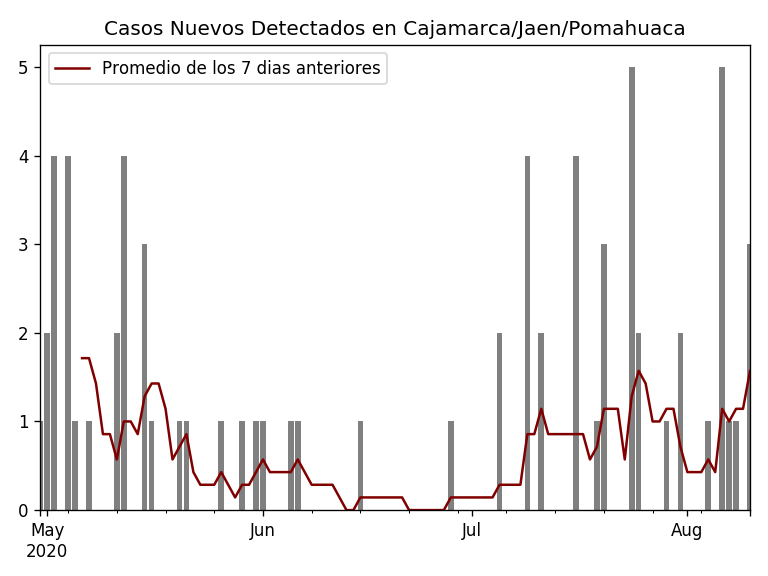 Casos Nuevos Detectados en Cajamarca/Jaen/Pomahuaca
Promedio de los 7 dias anteriores
5
4
3
2
1
0
May Jun Jul Aug
2020